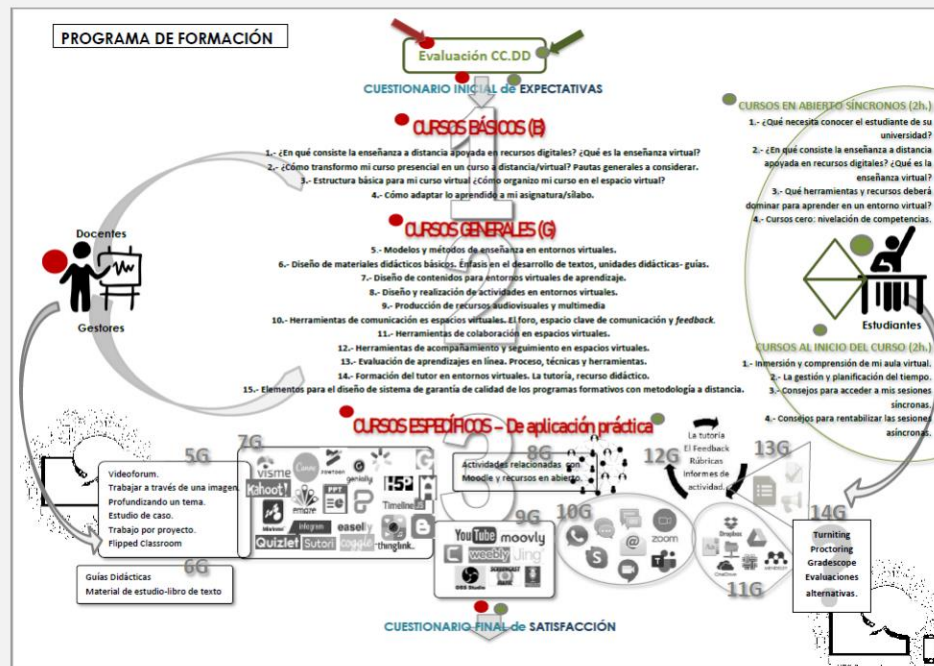 PROGRAMA DE FORMACIÓN
Evaluación CC.DD
CUESTIONARIO INICIAL de EXPECTATIVAS
1
CURSOS BÁSICOS (B)
1.- ¿En qué consiste la enseñanza a distancia apoyada en recursos digitales? ¿Qué es la enseñanza virtual?
2.- ¿Cómo transformo mi curso presencial en un curso a distancia/virtual? Pautas generales a considerar.
3.- Estructura básica para mi curso virtual ¿Cómo organizo mi curso en el espacio virtual?
4.- Cómo adaptar lo aprendido a mi asignatura/sílabo.
2
CURSOS GENERALES (G)
5.- Modelos y métodos de enseñanza en entornos virtuales.
6.- Diseño de materiales didácticos básicos. Énfasis en el desarrollo de textos, unidades didácticas- guías.
7.- Diseño de contenidos para entornos virtuales de aprendizaje.
8.- Diseño y realización de actividades en entornos virtuales.
9.- Producción de recursos audiovisuales y multimedia
10.- Herramientas de comunicación es espacios virtuales. El foro, espacio clave de comunicación y feedback.
11.- Herramientas de colaboración en espacios virtuales.
12.- Herramientas de acompañamiento y seguimiento en espacios virtuales.
13.- Evaluación de aprendizajes en línea. Proceso, técnicas y herramientas.
14.- Formación del tutor en entornos virtuales. La tutoría, recurso didáctico.
15.- Elementos para el diseño de sistema de garantía de calidad de los programas formativos con metodología a distancia.
Docentes
Gestores
CURSOS EN ABIERTO SÍNCRONOS (2h.)
1.- ¿Qué necesita conocer el estudiante de su
universidad?
2.- ¿En qué consiste la enseñanza a distancia
apoyada en recursos digitales? ¿Qué es la
enseñanza virtual?
3.- Qué herramientas y recursos deberá
dominar para aprender en un entorno virtual?
4.- Cursos cero: nivelación de competencias.
Estudiantes
CURSOS AL INICIO DEL CURSO (2h.)
1.- Inmersión y comprensión de mi aula virtual.
2.- La gestión y planificación del tiempo.
3.- Consejos para acceder a mis sesiones
síncronas.
4.- Consejos para rentabilizar las sesiones
asíncronas.
3
CURSOS ESPECÍFICOS – De aplicación práctica
5G
Videoforum.
Trabajar a través de una imagen.
Profundizando un tema.
Estudio de caso.
Trabajo por proyecto.
Flipped Classroom
6G
Guías Didácticas
Material de estudio-libro de texto
7G
visme
Canva
POWTOON
genially
G
Kahoot!
emaze
PPT
P
H5P
H
TimelineJS
integram
easelly
B
Quizlet
Sutori
coggle
thinglink..
8G
Actividades relacionadas con
Moodle y recursos en abierto.
9G
YouTube
moovly
C
weebly
Jing
OBS Studio
SCREENCAST
MATIC
10G
S
@
zoom
T
12G
La tutoría
El Feedback
Rúbricas
informes de
actividad.
11G
Dropbox
OneDrive
MENDELEY
13G
14G
Turniting
Proctoring
Gradescope
Evaluaciones
alternativas.
CUESTIONARIO FINAL de SATISFACCIÓN